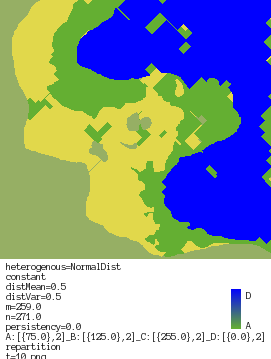 heterogenous=NormalDist
constant
distMean=0.5
distVar=0.5
m=259.0
n=271.0
persistency=0.0
A:[{75.0},2]_B:[{125.0},2]_C:[{255.0},2]_D:[{0.0},2]
repartition
t=10.png
D
A